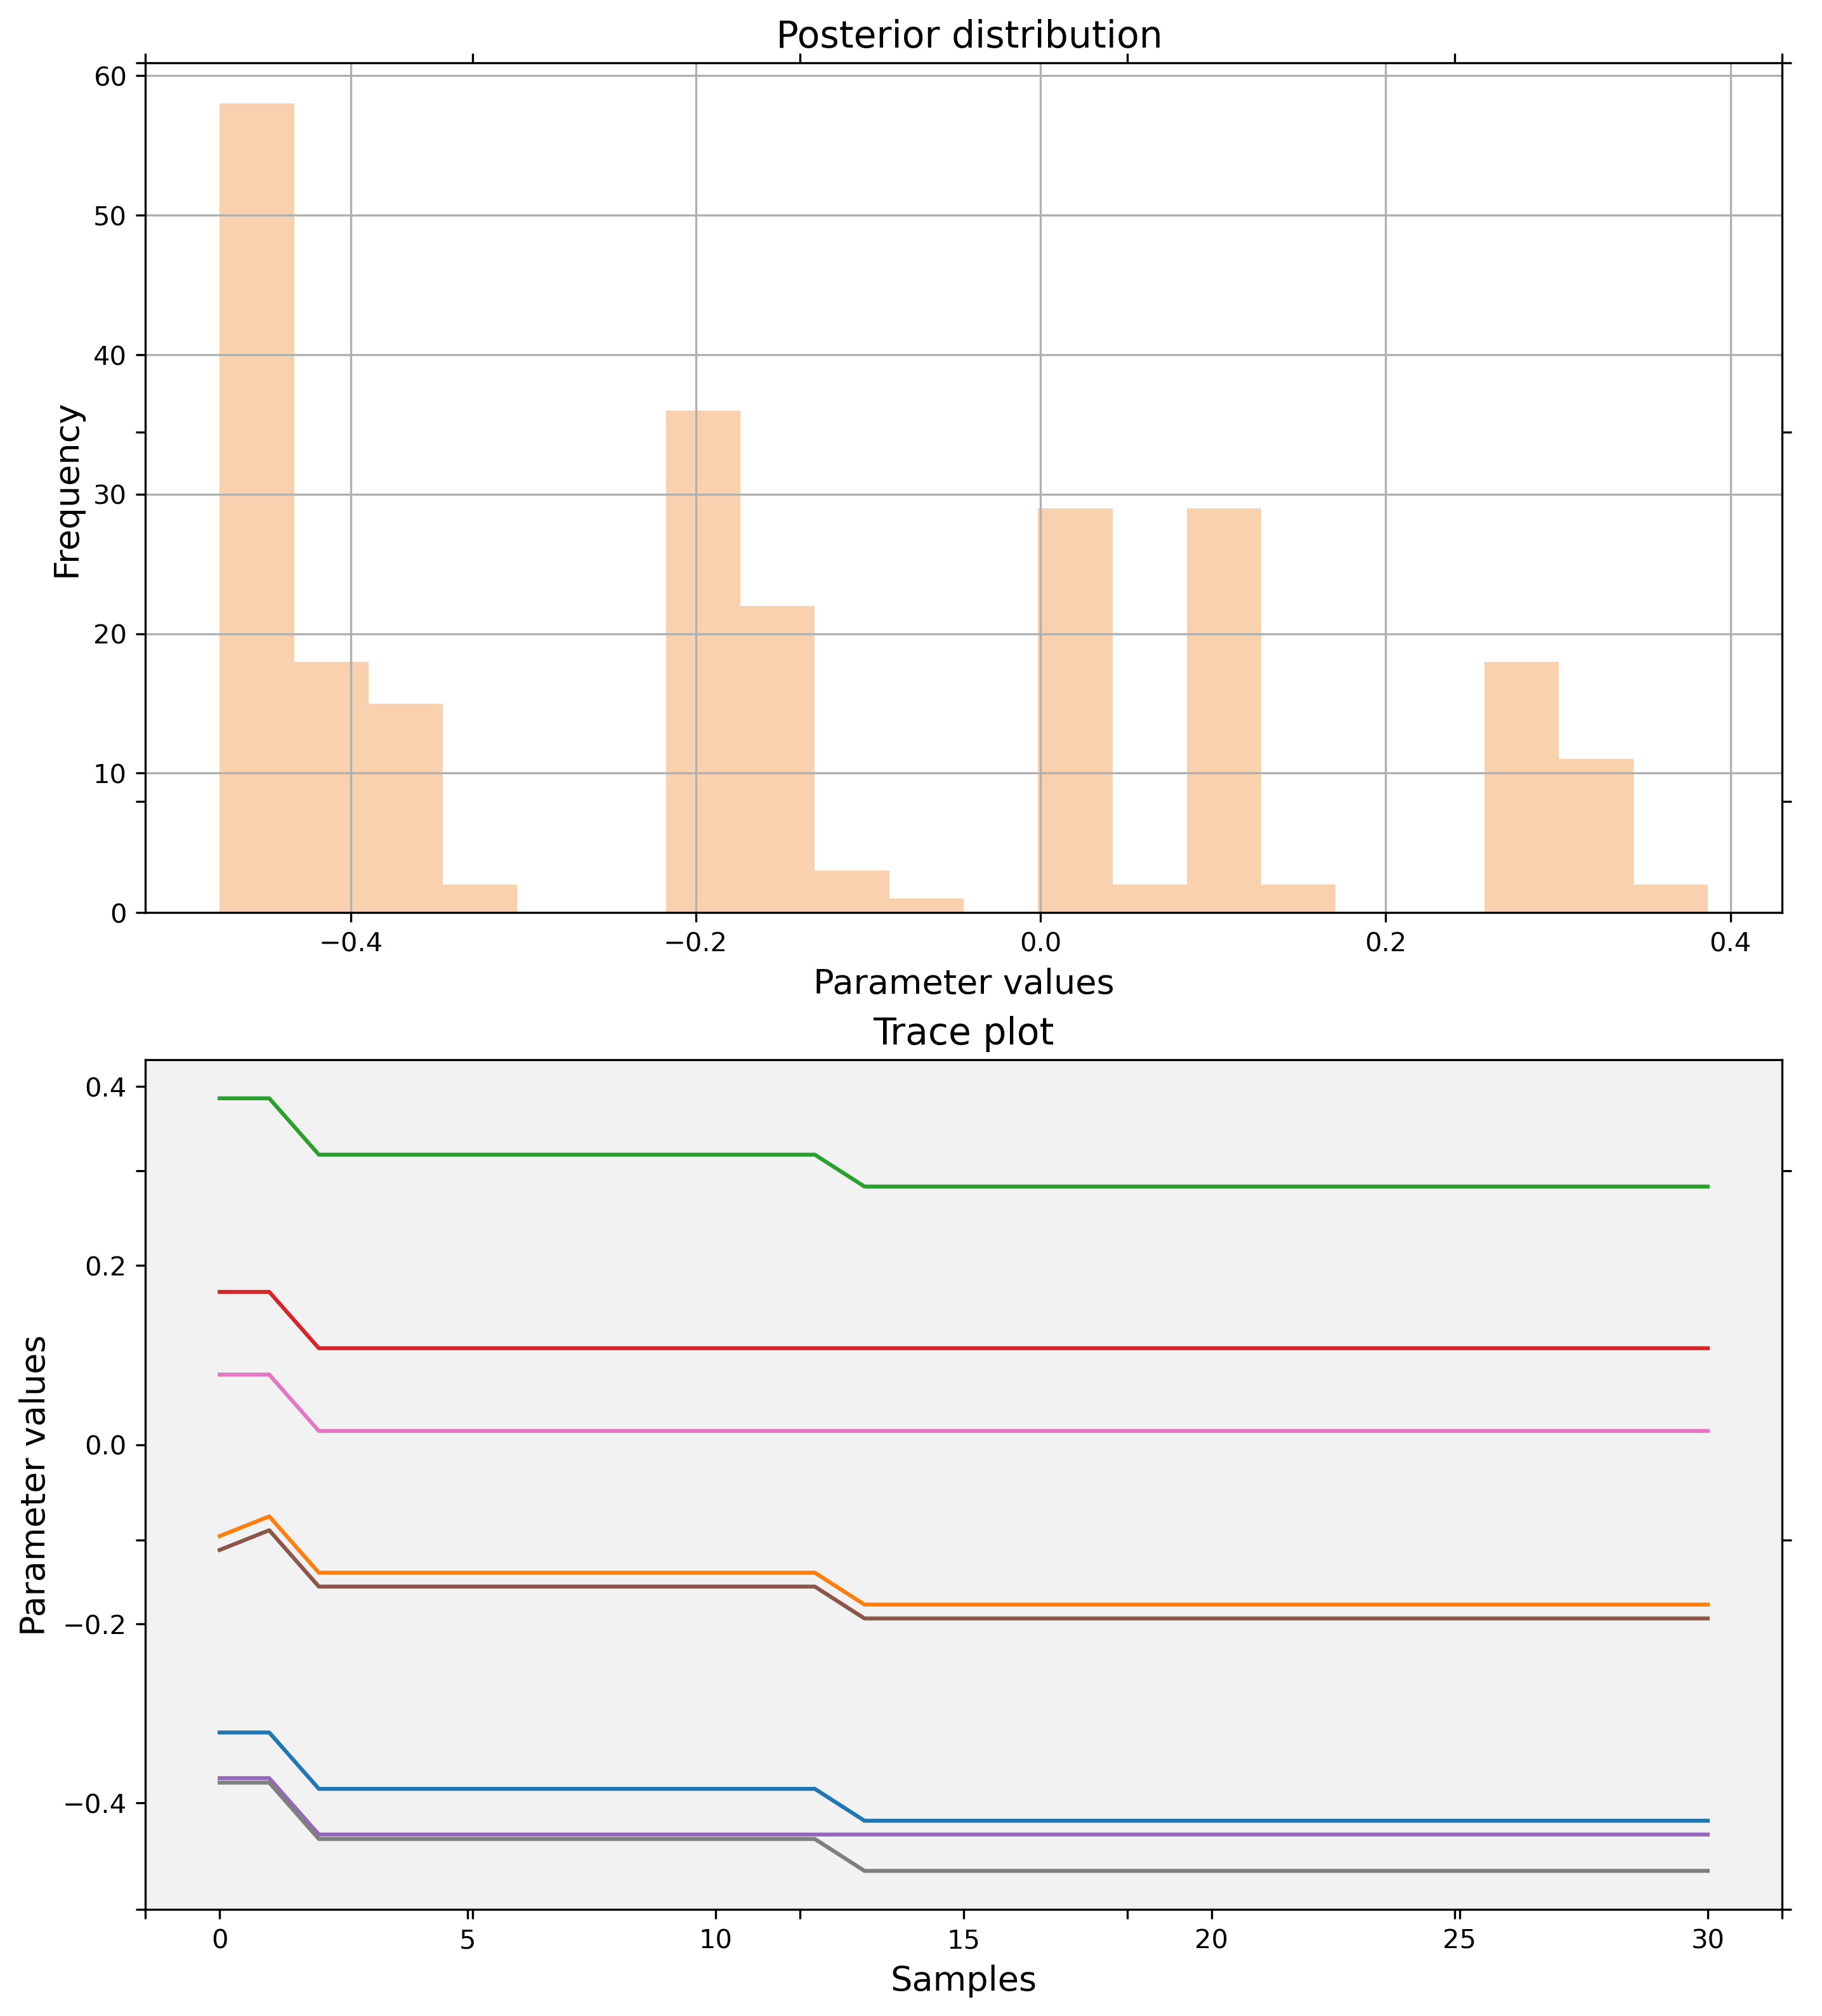 Posterior distribution
60
50
40
30
20
10
0
Frequency
−0.4 −0.2 0.0 0.2 0.4
Parameter values
Trace plot
0.4
0.2
0.0
−0.2
−0.4
Parameter values
0 5 10 15 20 25 30
Samples